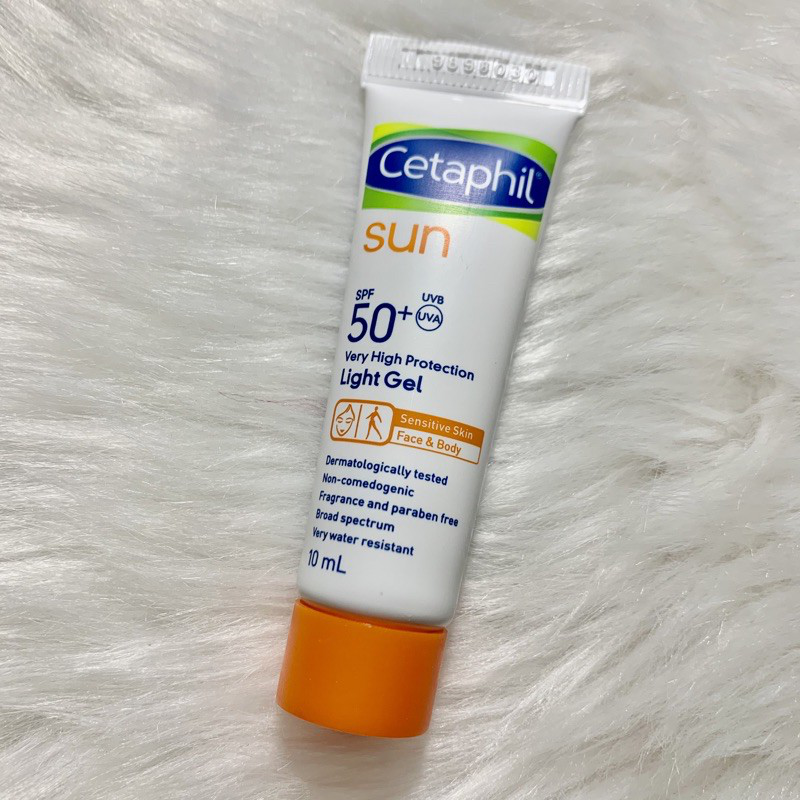 9898030
Cetaphil®
sun
SPF
50+
UVB
UVA
Very High Protection
Light Gel
Sensitive Skin
Face & Body
Dermatologically tested
Non-comedogenic
Fragrance and paraben free
Broad spectrum
Very water resistant
10 mL